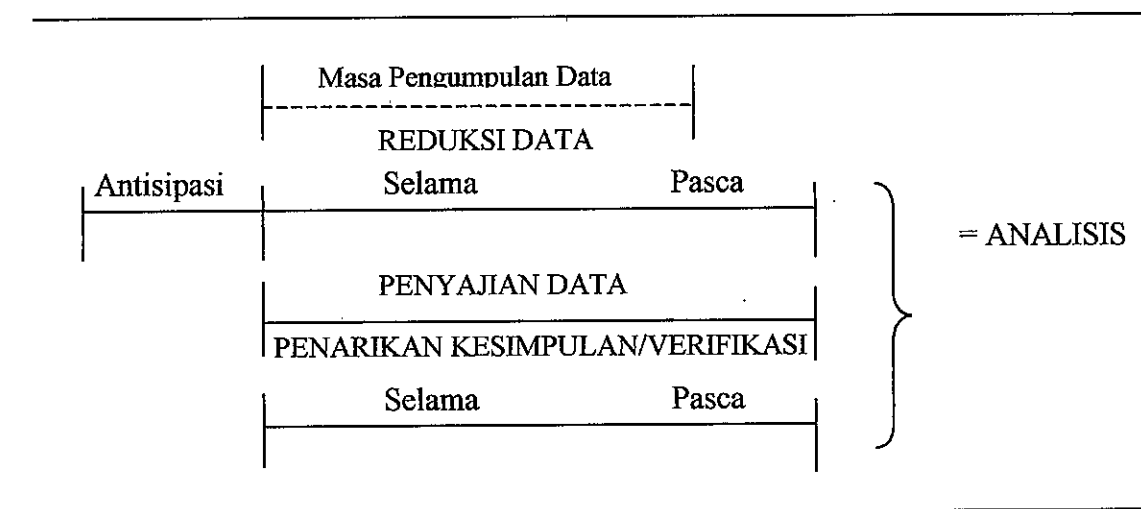 Masa Pengumpulan Data
REDUKSI DATA
Antisipasi Selama Pasca
= ANALISIS
PENYAJIAN DATA
PENARIKAN KESIMPULAN/VERIFIKASI
Selama Pasca